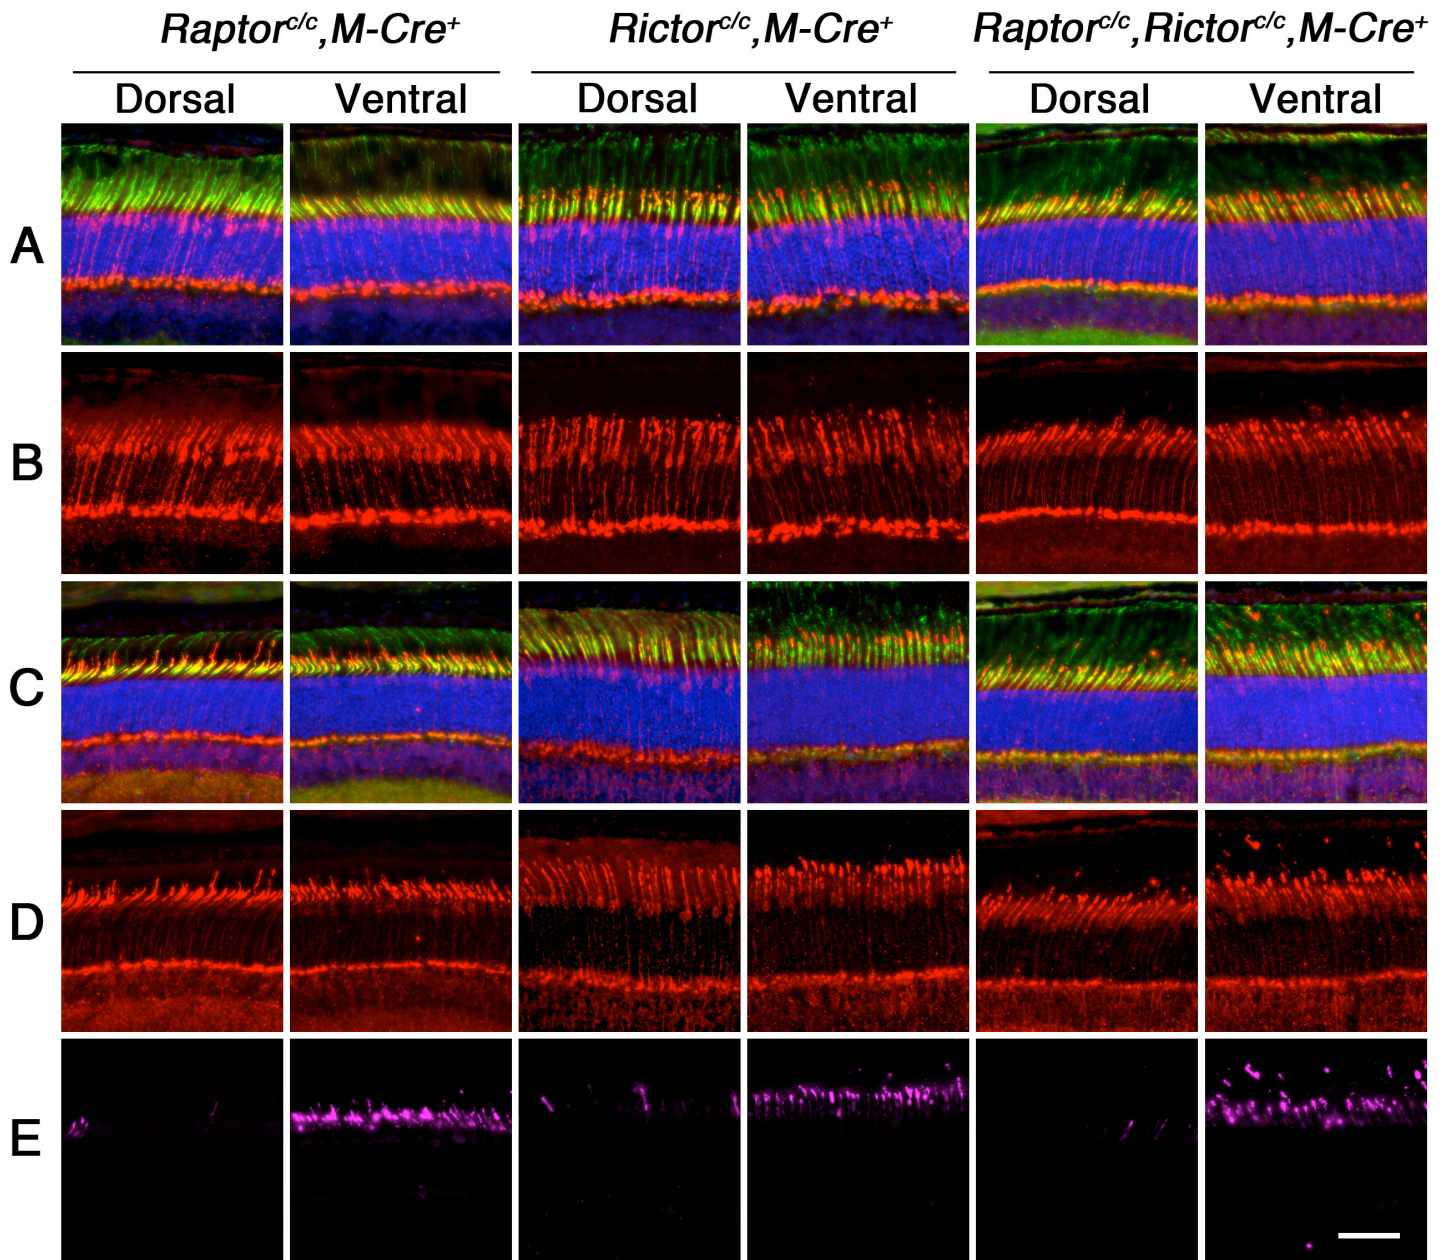 Raptorᶜ/ᶜ,M-Cre⁺ Rictorᶜ/ᶜ,M-Cre⁺ Raptorᶜ/ᶜ,Rictorᶜ/ᶜ,M-Cre⁺
Dorsal Ventral Dorsal Ventral Dorsal Ventral
A
B
C
D
E